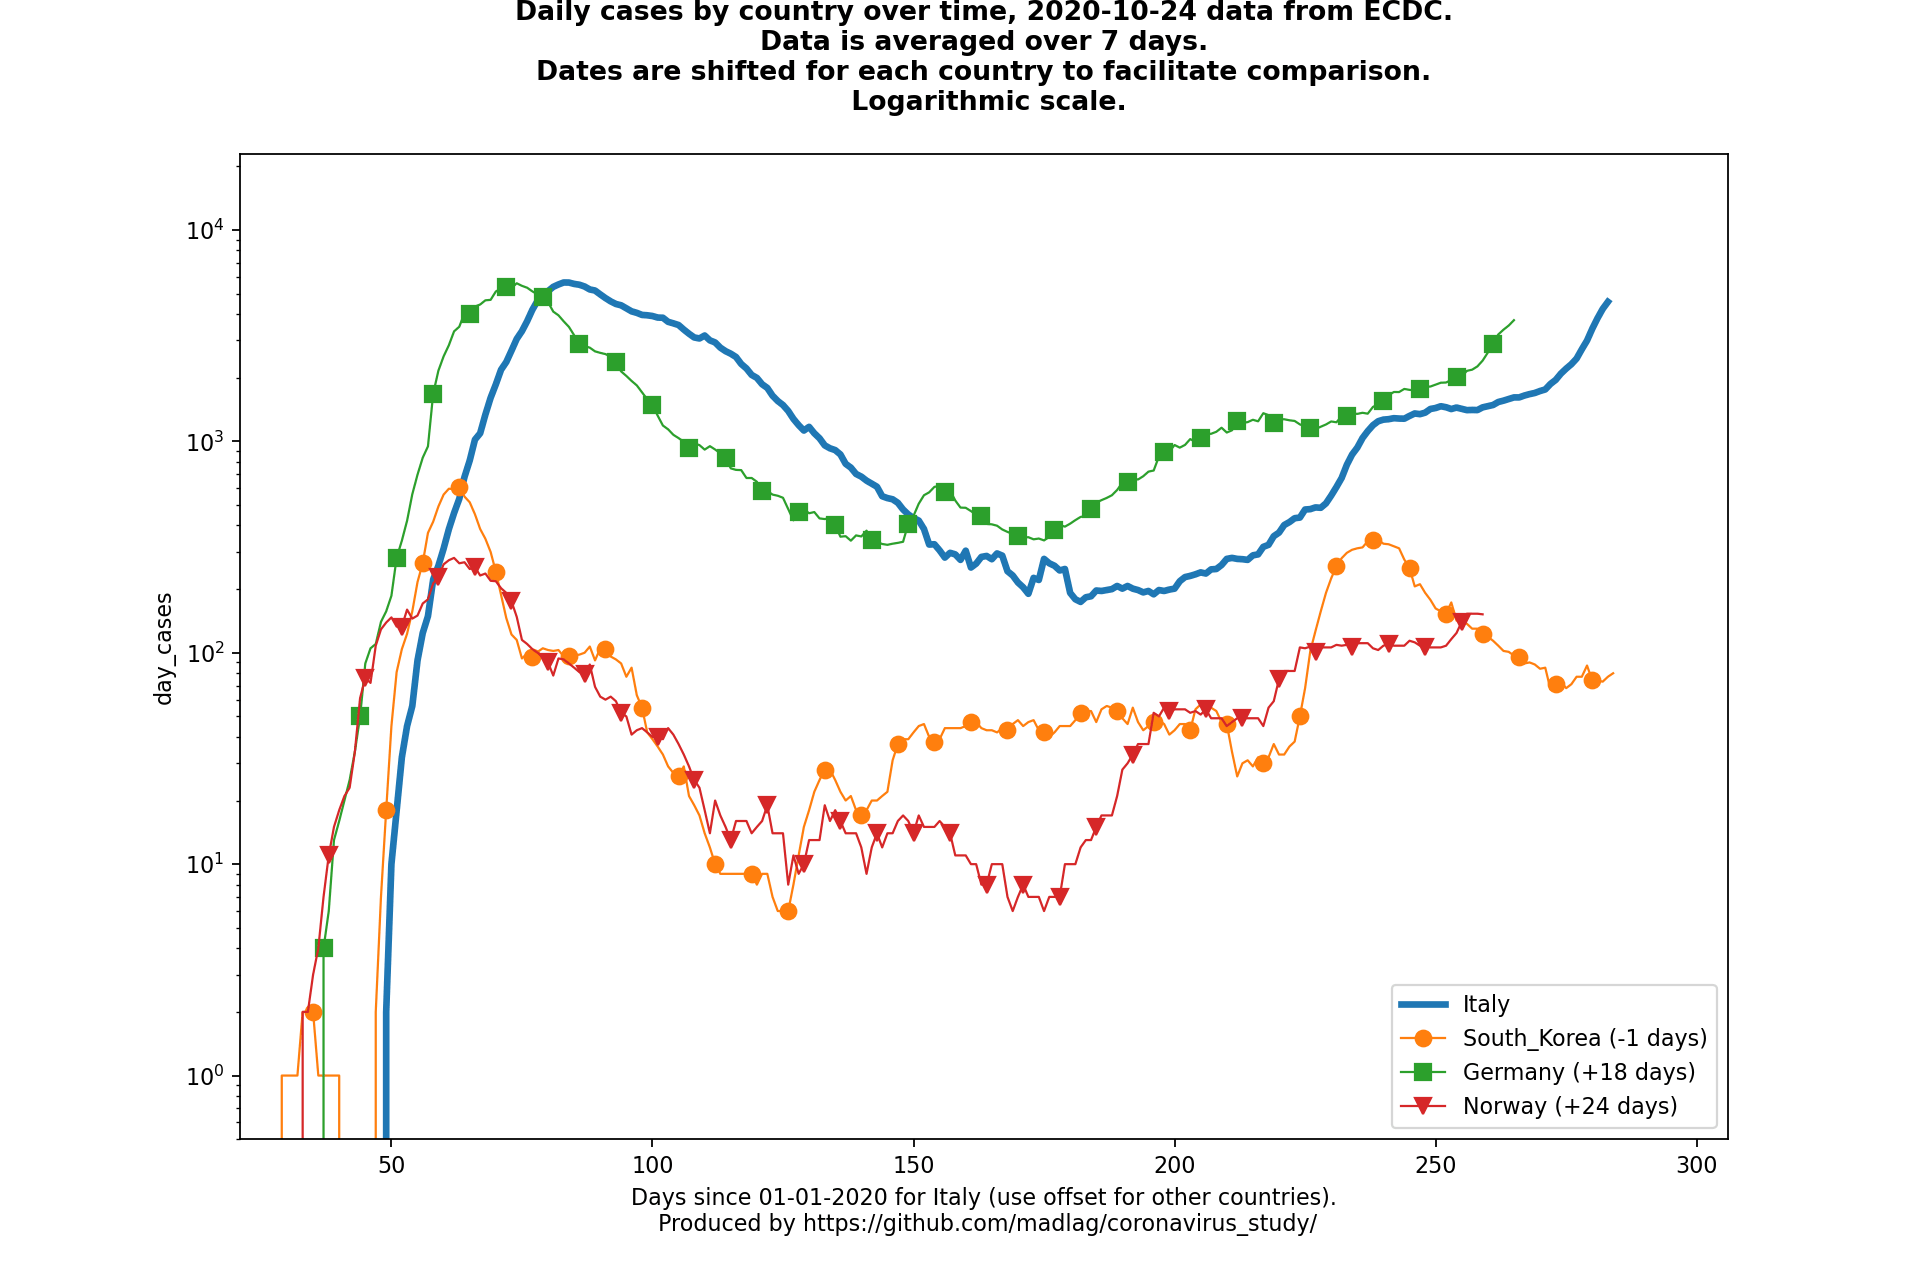 Daily cases by country over time, 2020-10-24 data from ECDC.
Data is averaged over 7 days.
Dates are shifted for each country to facilitate comparison.
Logarithmic scale.
10⁴
10³
10²
10¹
10⁰
day_cases
50
100
150
200
250
300
Days since 01-01-2020 for Italy (use offset for other countries).
Produced by https://github.com/madlag/coronavirus_study/
Italy
South_Korea (-1 days)
Germany (+18 days)
Norway (+24 days)